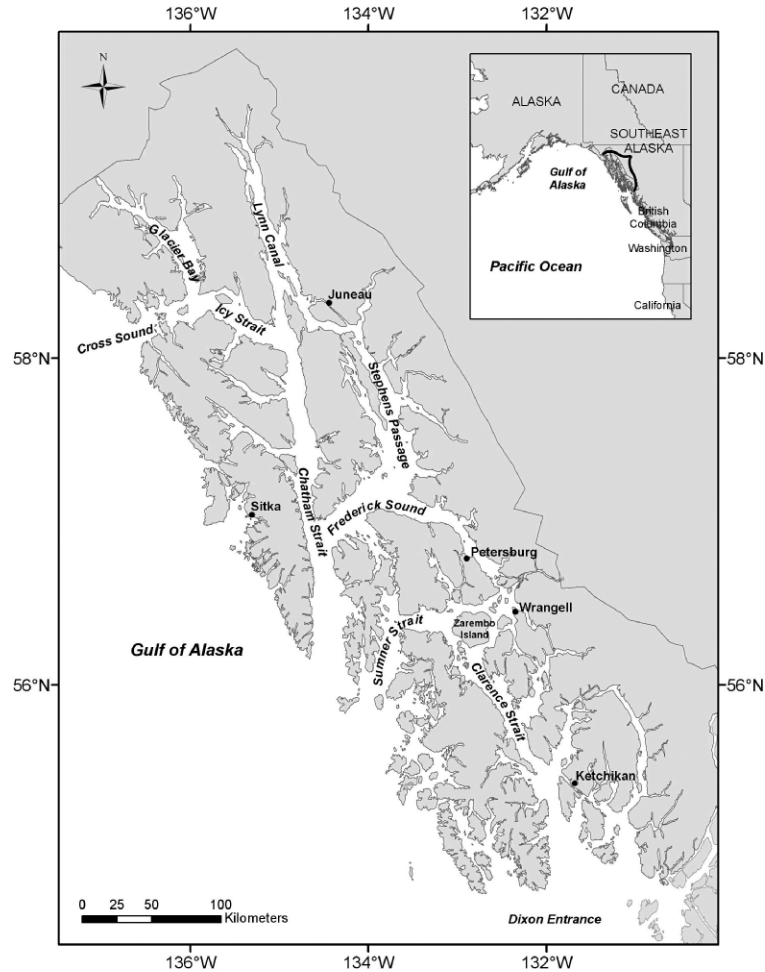 136°W 134°W 132°W
N
ALASKA
CANADA
SOUTHEAST
ALASKA
Gulf of
Alaska
British
Columbia
Washington
Pacific Ocean
California
Lynn Canal
Glacier Bay
Juneau
Icy Strait
Cross Sound
58°N 58°N
Stephens Passage
Chatham Strait
Sitka
Frederick Sound
Petersburg
Wrangell
Zarembo
Island
Sumner Strait
Gulf of Alaska
56°N 56°N
Clarence Strait
Ketchikan
0 25 50 100
Kilometers
Dixon Entrance
136°W 134°W 132°W